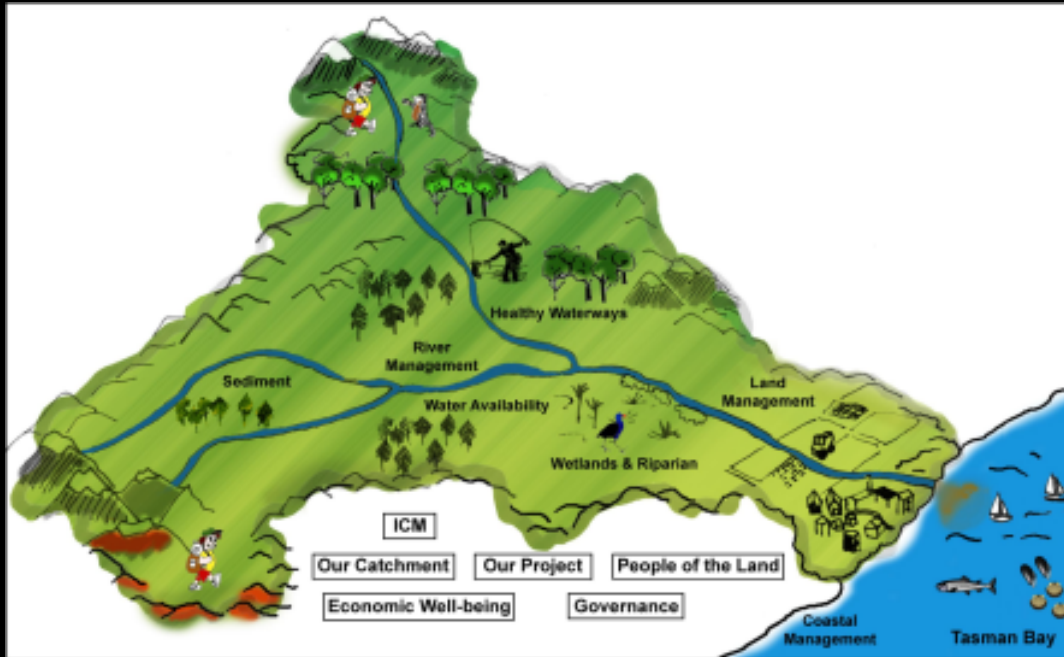 Healthy Waterways
River
Management
Sediment
Land
Management
Water Availability
Wetlands & Riparian
ICM
Our Catchment
Our Project
People of the Land
Economic Well-being
Governance
Coastal
Management
Tasman Bay